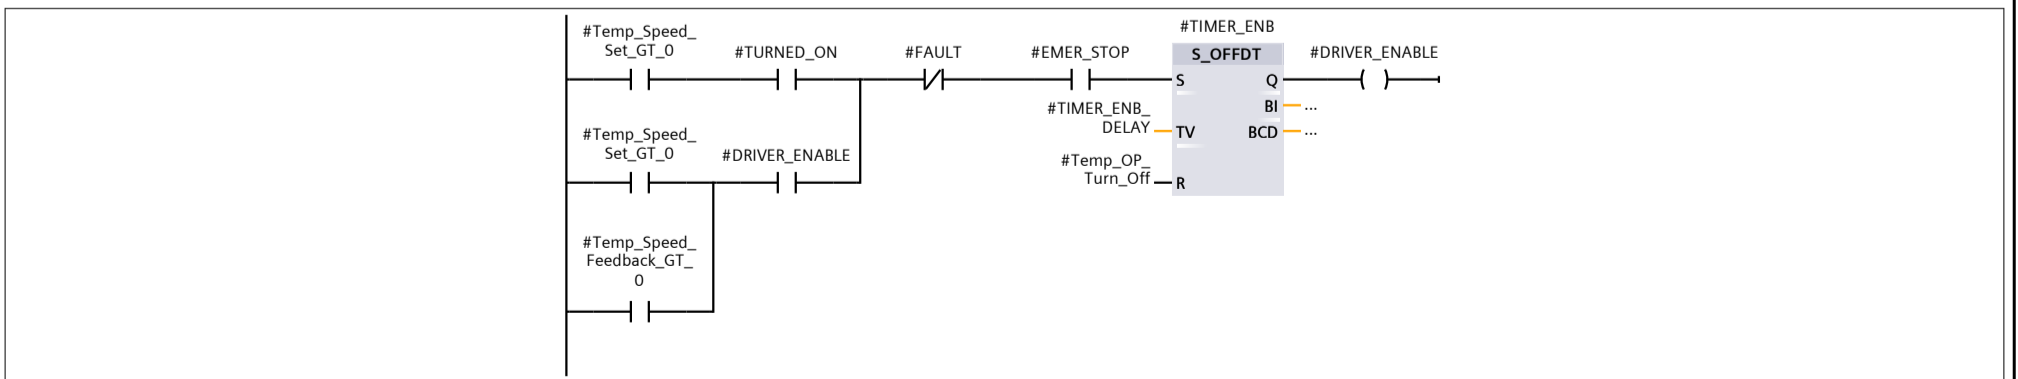 #TIMER_ENB
#Temp_Speed_
Set_GT_0
#TURNED_ON
#FAULT
#EMER_STOP
S_OFFDT
#DRIVER_ENABLE
S
Q
#TIMER_ENB_
DELAY
BI
...
TV
BCD
...
#Temp_Speed_
Set_GT_0
#DRIVER_ENABLE
#Temp_OP_
Turn_Off
R
#Temp_Speed_
Feedback_GT_
0